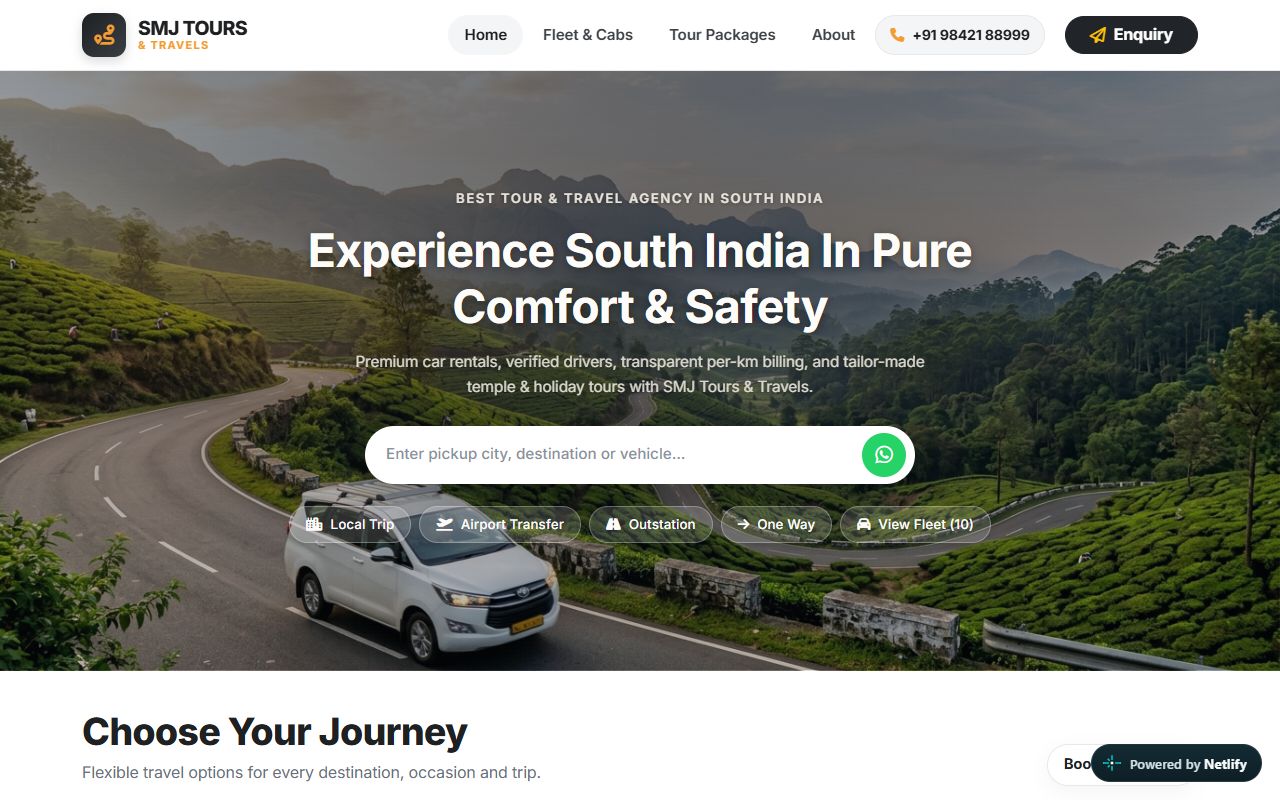 SMJ TOURS
& TRAVELS
Home
Fleet & Cabs
Tour Packages
About
+91 98421 88999
Enquiry
BEST TOUR & TRAVEL AGENCY IN SOUTH INDIA
Experience South India In Pure
Comfort & Safety
Premium car rentals, verified drivers, transparent per-km billing, and tailor-made
temple & holiday tours with SMJ Tours & Travels.
Enter pickup city, destination or vehicle...
Local Trip
Airport Transfer
Outstation
One Way
View Fleet (10)
Choose Your Journey
Flexible travel options for every destination, occasion and trip.
Powered by Netlify